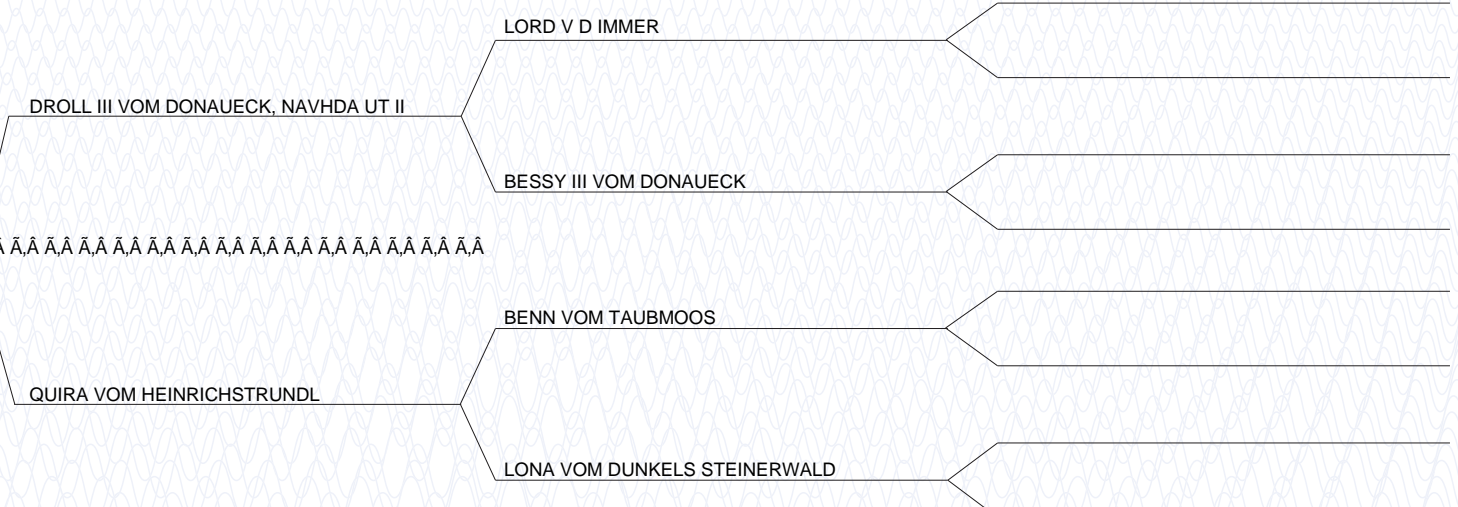 LORD V D IMMER
DROLL III VOM DONAUECK, NAVHDA UT II
BESSY III VOM DONAUECK
Ã‚Â Ã‚Â Ã‚Â Ã‚Â Ã‚Â Ã‚Â Ã‚Â Ã‚Â Ã‚Â Ã‚Â Ã‚Â Ã‚Â Ã‚Â Ã‚Â
BENN VOM TAUBMOOS
QUIRA VOM HEINRICHSTRUNDL
LONA VOM DUNKELS STEINERWALD